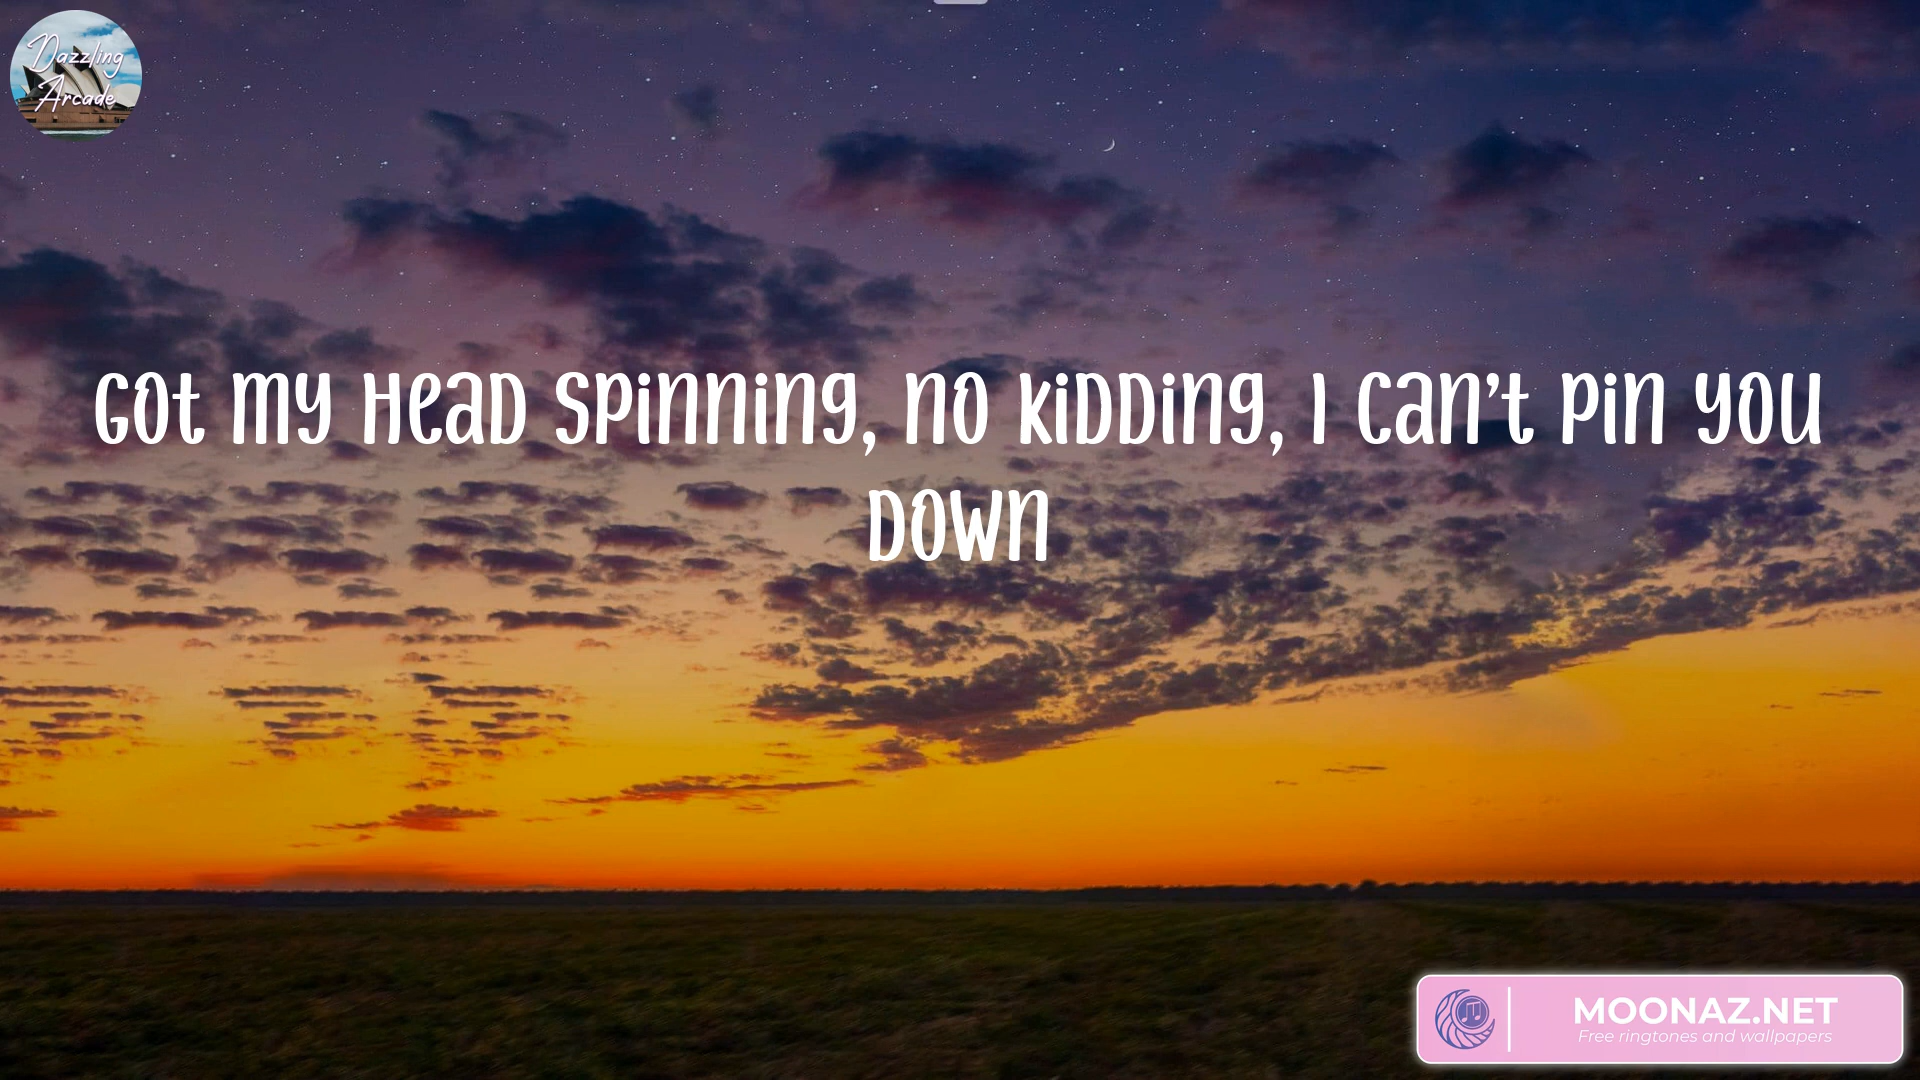 Dazzling
Arcade
Got my head spinning, no kidding, I can't pin you
down
MOONAZ.NET
Free ringtones and wallpapers